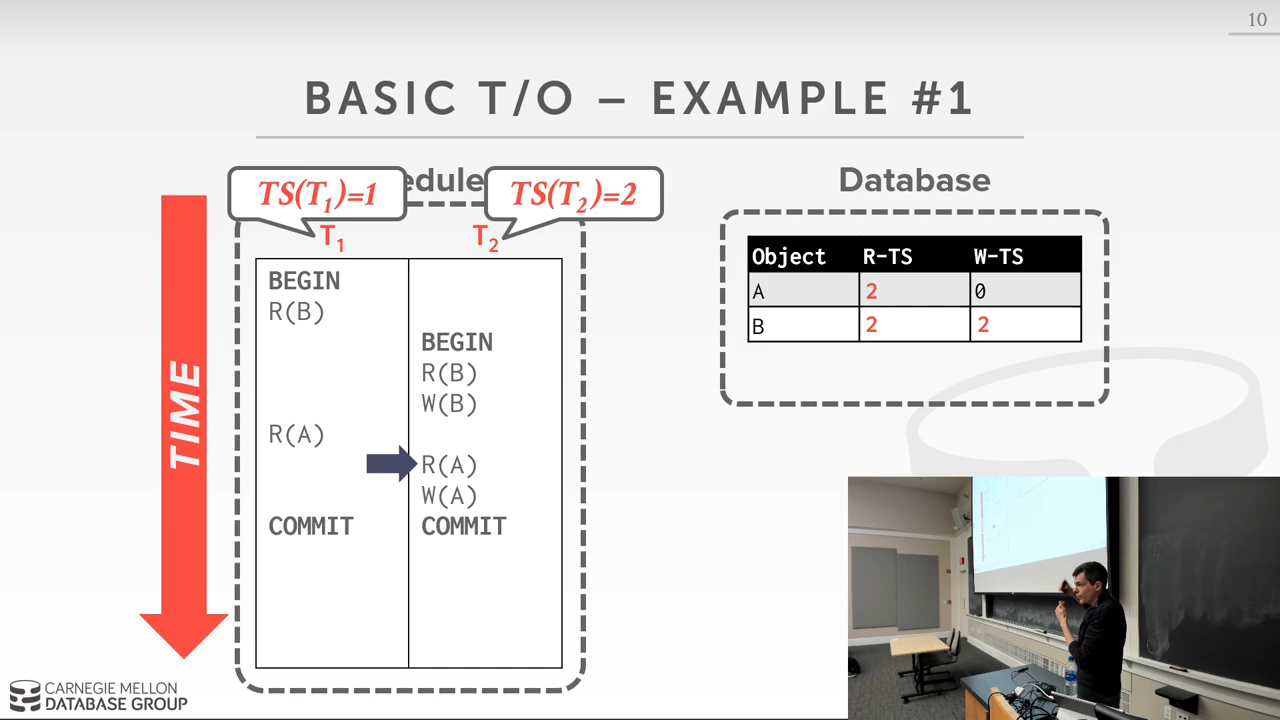 10
BASIC T/O – EXAMPLE #1
edule
Database
TS(T1)=1
TS(T2)=2
T1
T2
BEGIN
R(B)
BEGIN
R(B)
W(B)
R(A)
R(A)
W(A)
COMMIT
COMMIT
TIME
Object R-TS W-TS
A 2 0
B 2 2
CARNEGIE MELLON
DATABASE GROUP